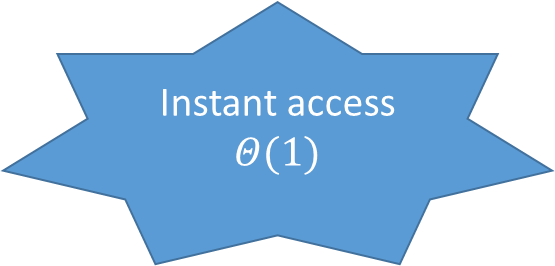 Instant access
Θ(1)